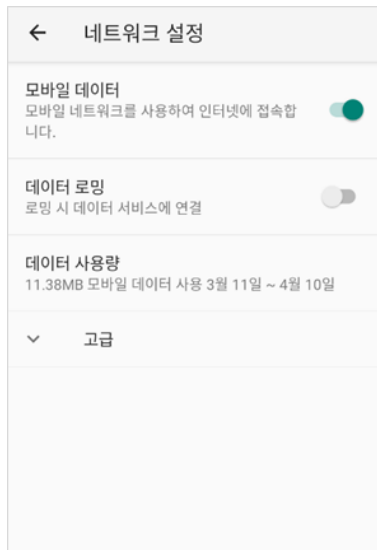 네트워크 설정
모바일 데이터
모바일 네트워크를 사용하여 인터넷에 접속합
니다.
데이터 로밍
로밍 시 데이터 서비스에 연결
데이터 사용량
11.38MB 모바일 데이터 사용 3월 11일 ~ 4월 10일
고급